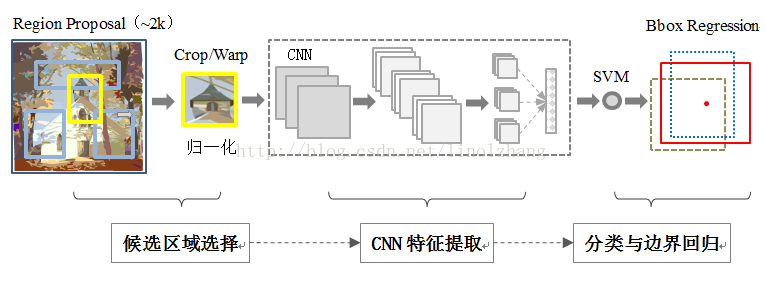 Region Proposal（~2k）
Crop/Warp
CNN
SVM
Bbox Regression
归一化
http://blog.csdn.net/linolzhang
候选区域选择
CNN 特征提取
分类与边界回归